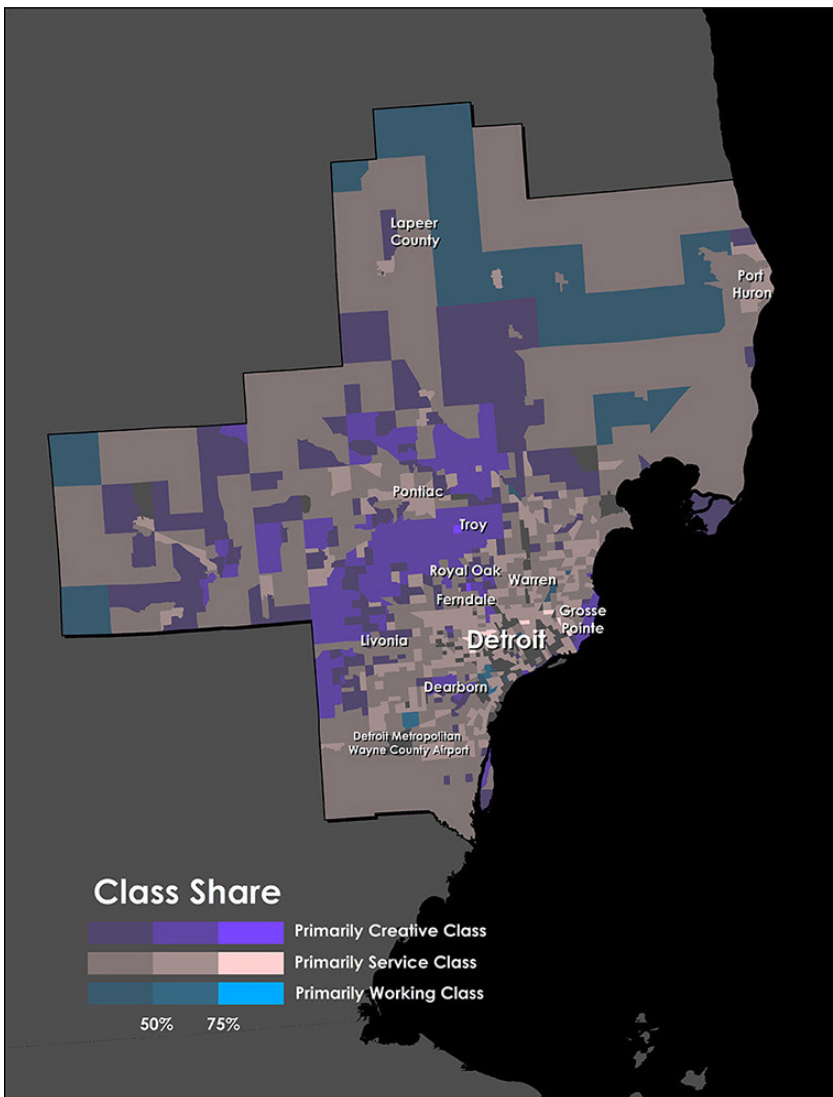 Lapeer
County
Port
Huron
Pontiac
Troy
Royal Oak
Warren
Ferndale
Grosse
Pointe
Livonia
Detroit
Dearborn
Detroit Metropolitan
Wayne County Airport
Class Share
Primarily Creative Class
Primarily Service Class
Primarily Working Class
50% 75%